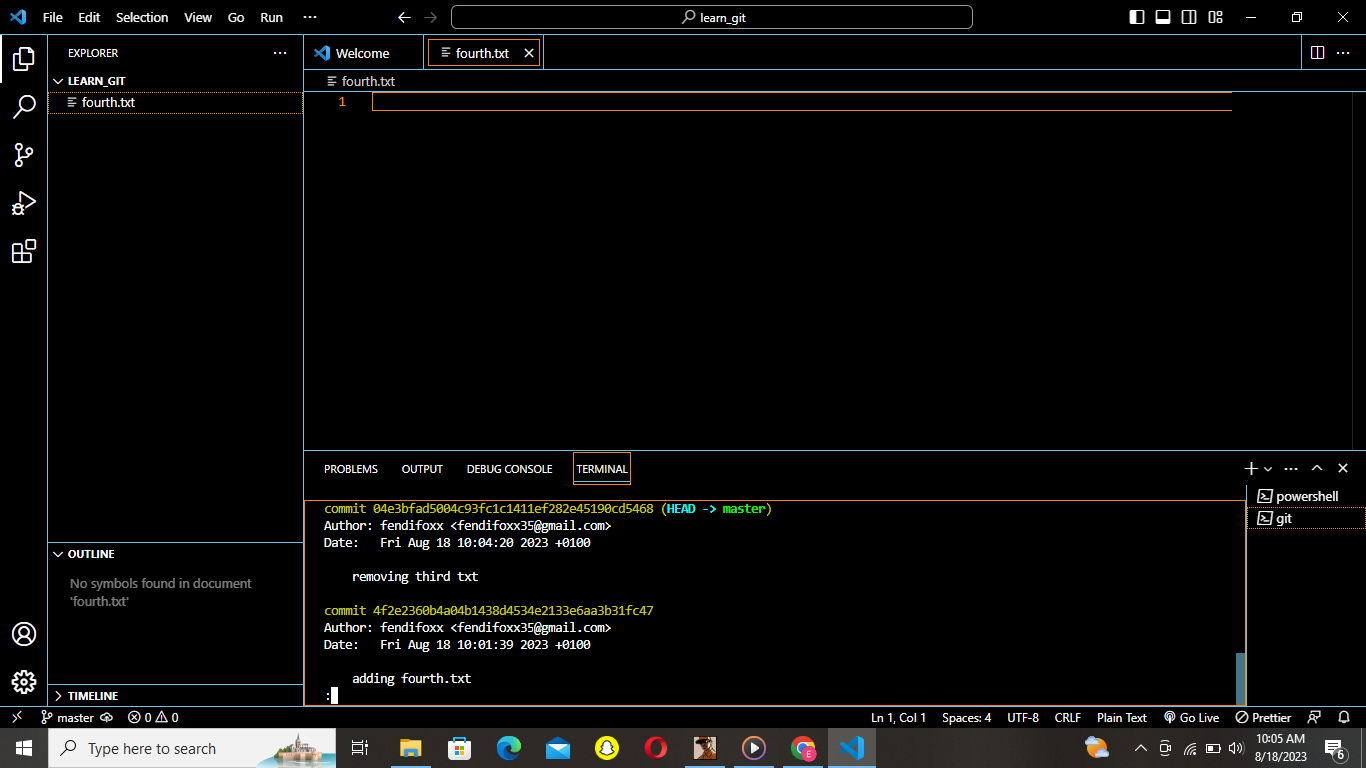 File Edit Selection View Go Run ··· learn_git
EXPLORER ···
LEARN_GIT
fourth.txt
Welcome
fourth.txt
fourth.txt
1
OUTLINE
No symbols found in document
'fourth.txt'
TIMELINE
PROBLEMS OUTPUT DEBUG CONSOLE TERMINAL
commit 04e3bfad5004c93fc1c1411ef282e45190cd5468 (HEAD -> master)
Author: fendifoxx <fendifoxx35@gmail.com>
Date:   Fri Aug 18 10:04:20 2023 +0100
removing third txt
commit 4f2e2360b4a04b1438d4534e2133e6aa3b31fc47
Author: fendifoxx <fendifoxx35@gmail.com>
Date:   Fri Aug 18 10:01:39 2023 +0100
adding fourth.txt
:
powershell
git
master 0 0 Ln 1, Col 1 Spaces: 4 UTF-8 CRLF Plain Text Go Live Prettier
Type here to search
E
10:05 AM
8/18/2023
6